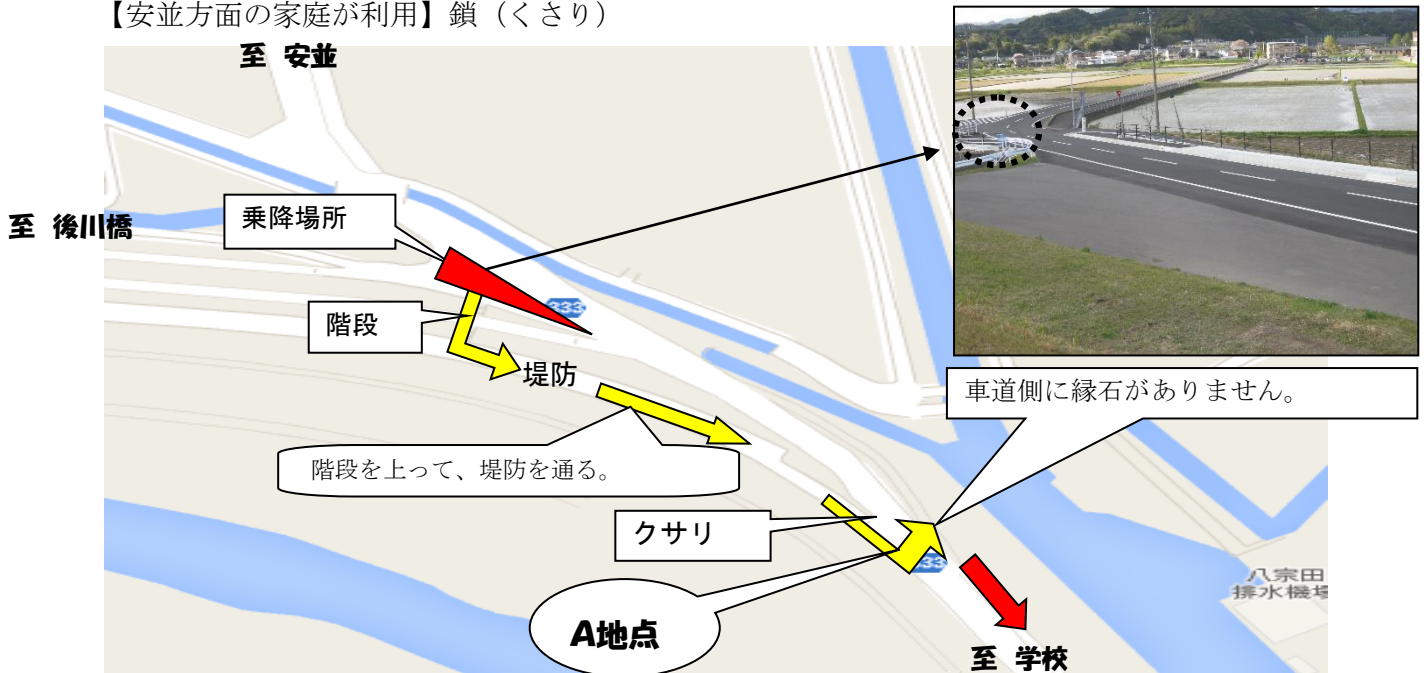 【安並方面の家庭が利用】鎖（くさり）
至 安並
至 後川橋
乗降場所
333
階段
堤防
車道側に縁石がありません。
階段を上って、堤防を通る。
クサリ
333
A地点
八宗田
排水機場
至 学校